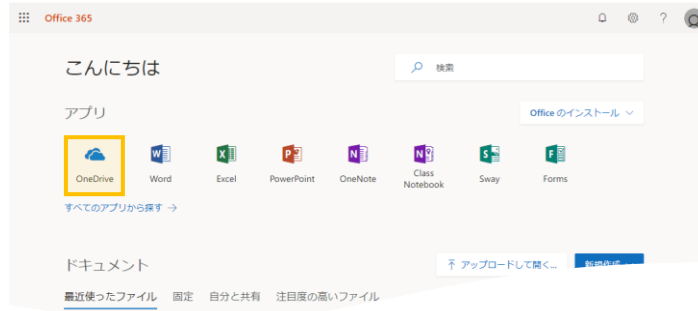 Office 365
?
こんにちは
検索
アプリ
Office のインストール
OneDrive
Word
Excel
PowerPoint
OneNote
Class
Notebook
Sway
Forms
すべてのアプリから探す →
ドキュメント
アップロードして開く...
新規作成
最近使ったファイル 固定 自分と共有 注目度の高いファイル